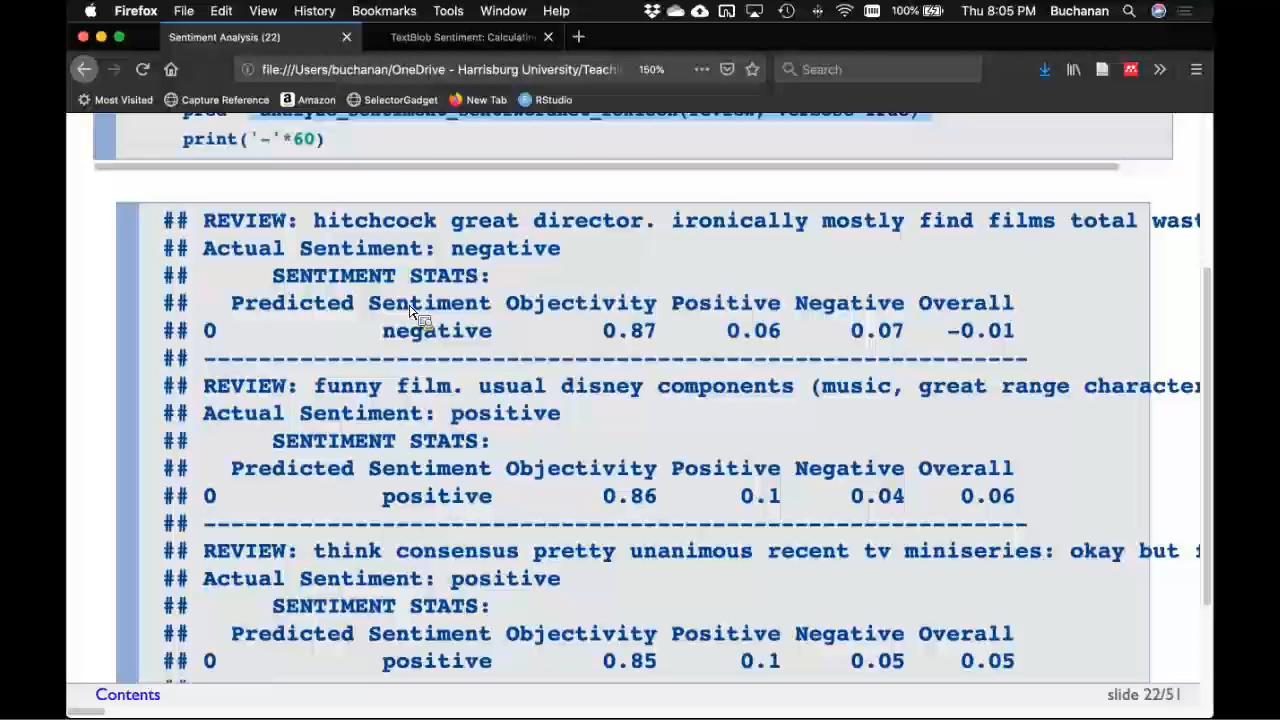 Firefox File Edit View History Bookmarks Tools Window Help 100% Thu 8:05 PM Buchanan
Sentiment Analysis (22) TextBlob Sentiment: Calculatin
file:///Users/buchanan/OneDrive - Harrisburg University/Teach 150% Search
Most Visited Capture Reference Amazon SelectorGadget New Tab RStudio
print('-'*60)
## REVIEW: hitchcock great director. ironically mostly find films total wast
## Actual Sentiment: negative
## SENTIMENT STATS:
## Predicted Sentiment Objectivity Positive Negative Overall
## 0 negative 0.87 0.06 0.07 -0.01
## ------------------------------------------------------------
## REVIEW: funny film. usual disney components (music, great range character
## Actual Sentiment: positive
## SENTIMENT STATS:
## Predicted Sentiment Objectivity Positive Negative Overall
## 0 positive 0.86 0.1 0.04 0.06
## ------------------------------------------------------------
## REVIEW: think consensus pretty unanimous recent tv miniseries: okay but
## Actual Sentiment: positive
## SENTIMENT STATS:
## Predicted Sentiment Objectivity Positive Negative Overall
## 0 positive 0.85 0.1 0.05 0.05
##
Contents slide 22/51